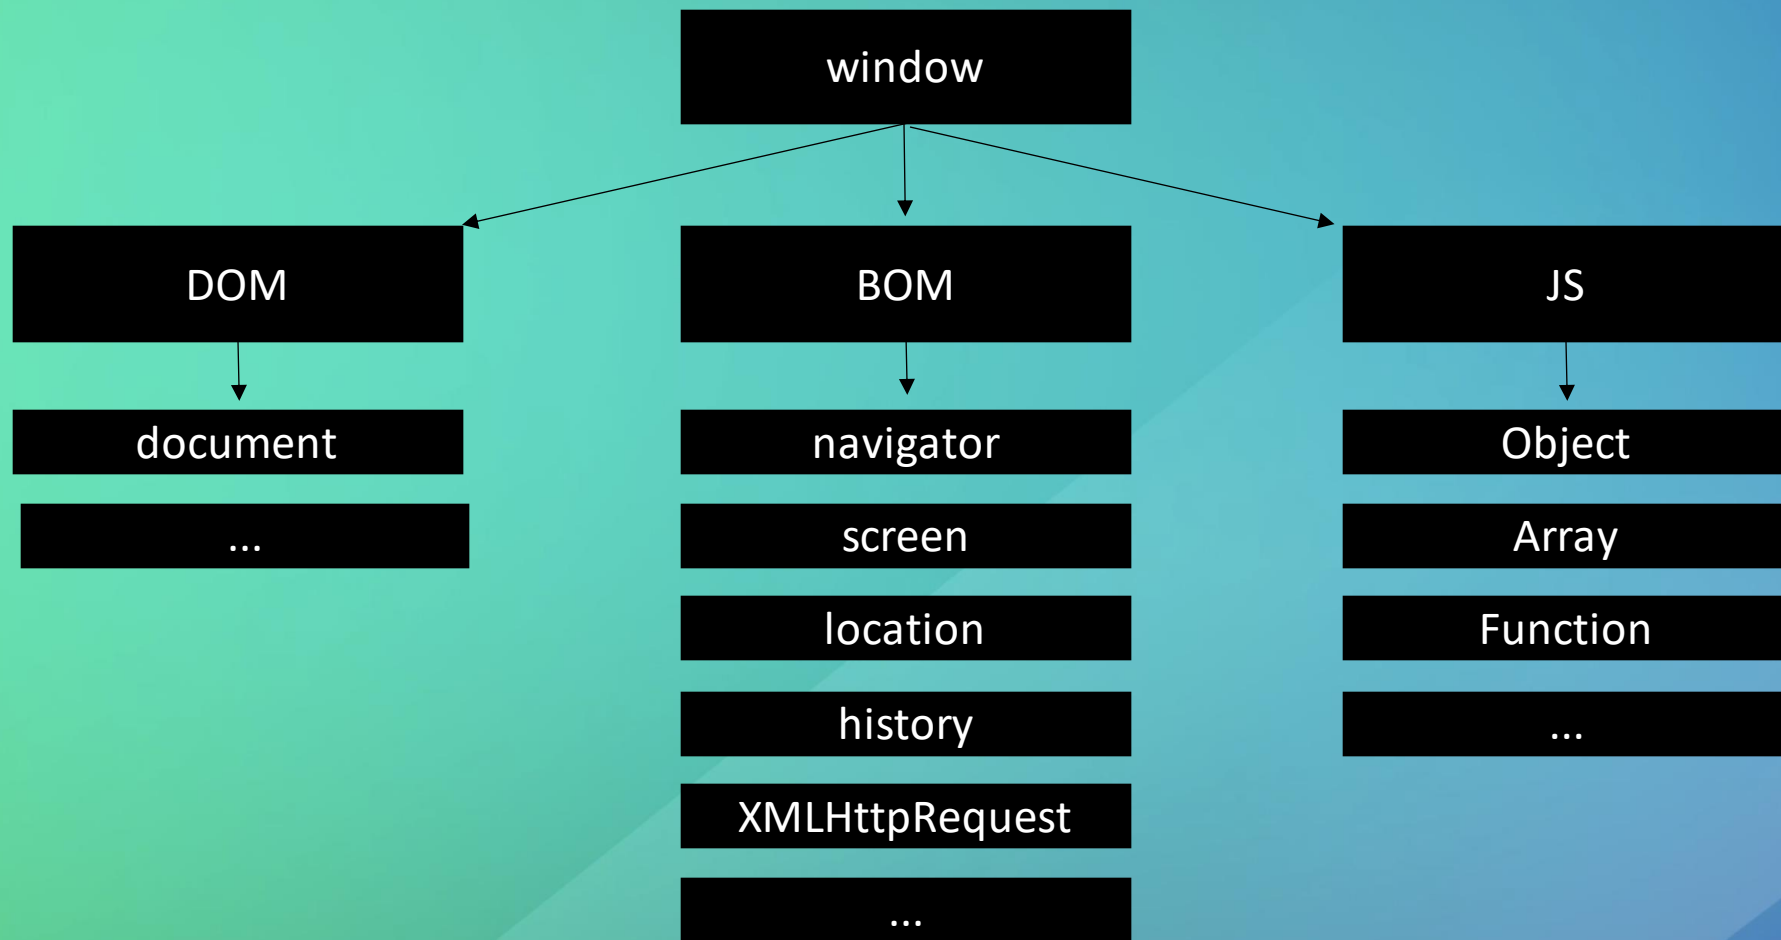 window
DOM
BOM
JS
document
...
navigator
screen
location
history
XMLHttpRequest
...
Object
Array
Function
...